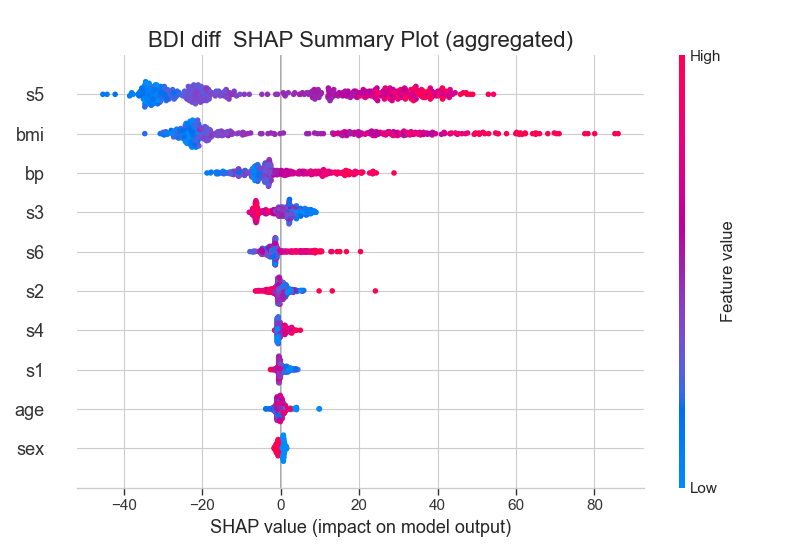 BDI diff  SHAP Summary Plot (aggregated)
High
s5
bmi
bp
s3
s6
s2
s4
s1
age
sex
Feature value
Low
−40 −20 0 20 40 60 80
SHAP value (impact on model output)